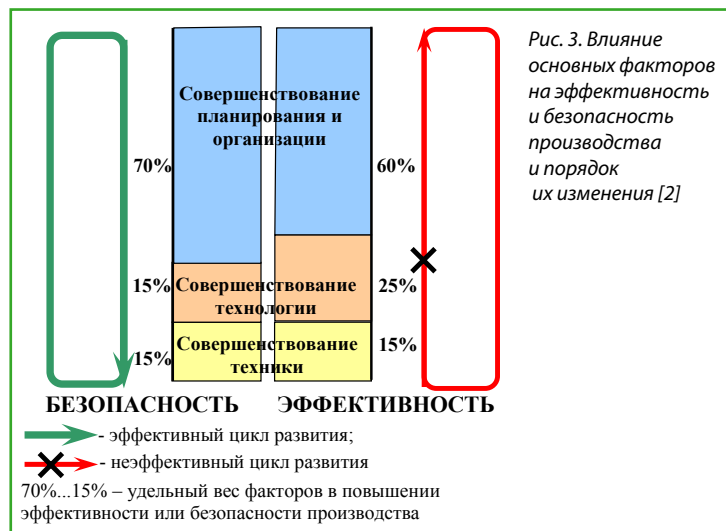 Рис. 3. Влияние
основных факторов
на эффективность
и безопасность
производства
и порядок
их изменения [2]
Совершенствование
планирования и
организации
70%
60%
15%
Совершенствование
технологии
25%
15%
Совершенствование
техники
15%
БЕЗОПАСНОСТЬ
ЭФФЕКТИВНОСТЬ
- эффективный цикл развития;
- неэффективный цикл развития
70%...15% – удельный вес факторов в повышении
эффективности или безопасности производства